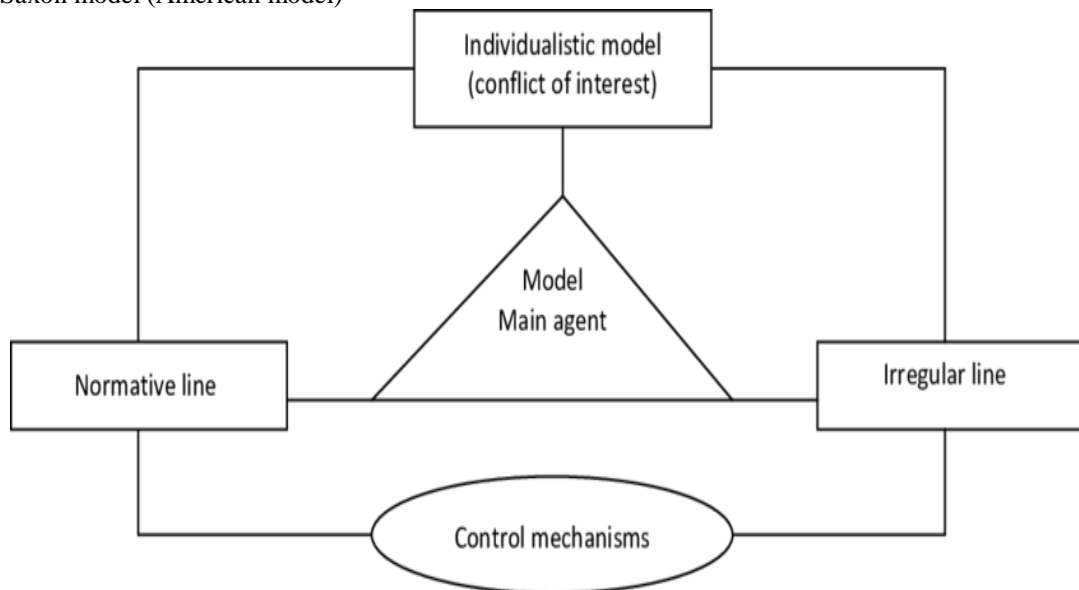 Saxon model (American model)
Individualistic model
(conflict of interest)
Model
Main agent
Normative line
Irregular line
Control mechanisms